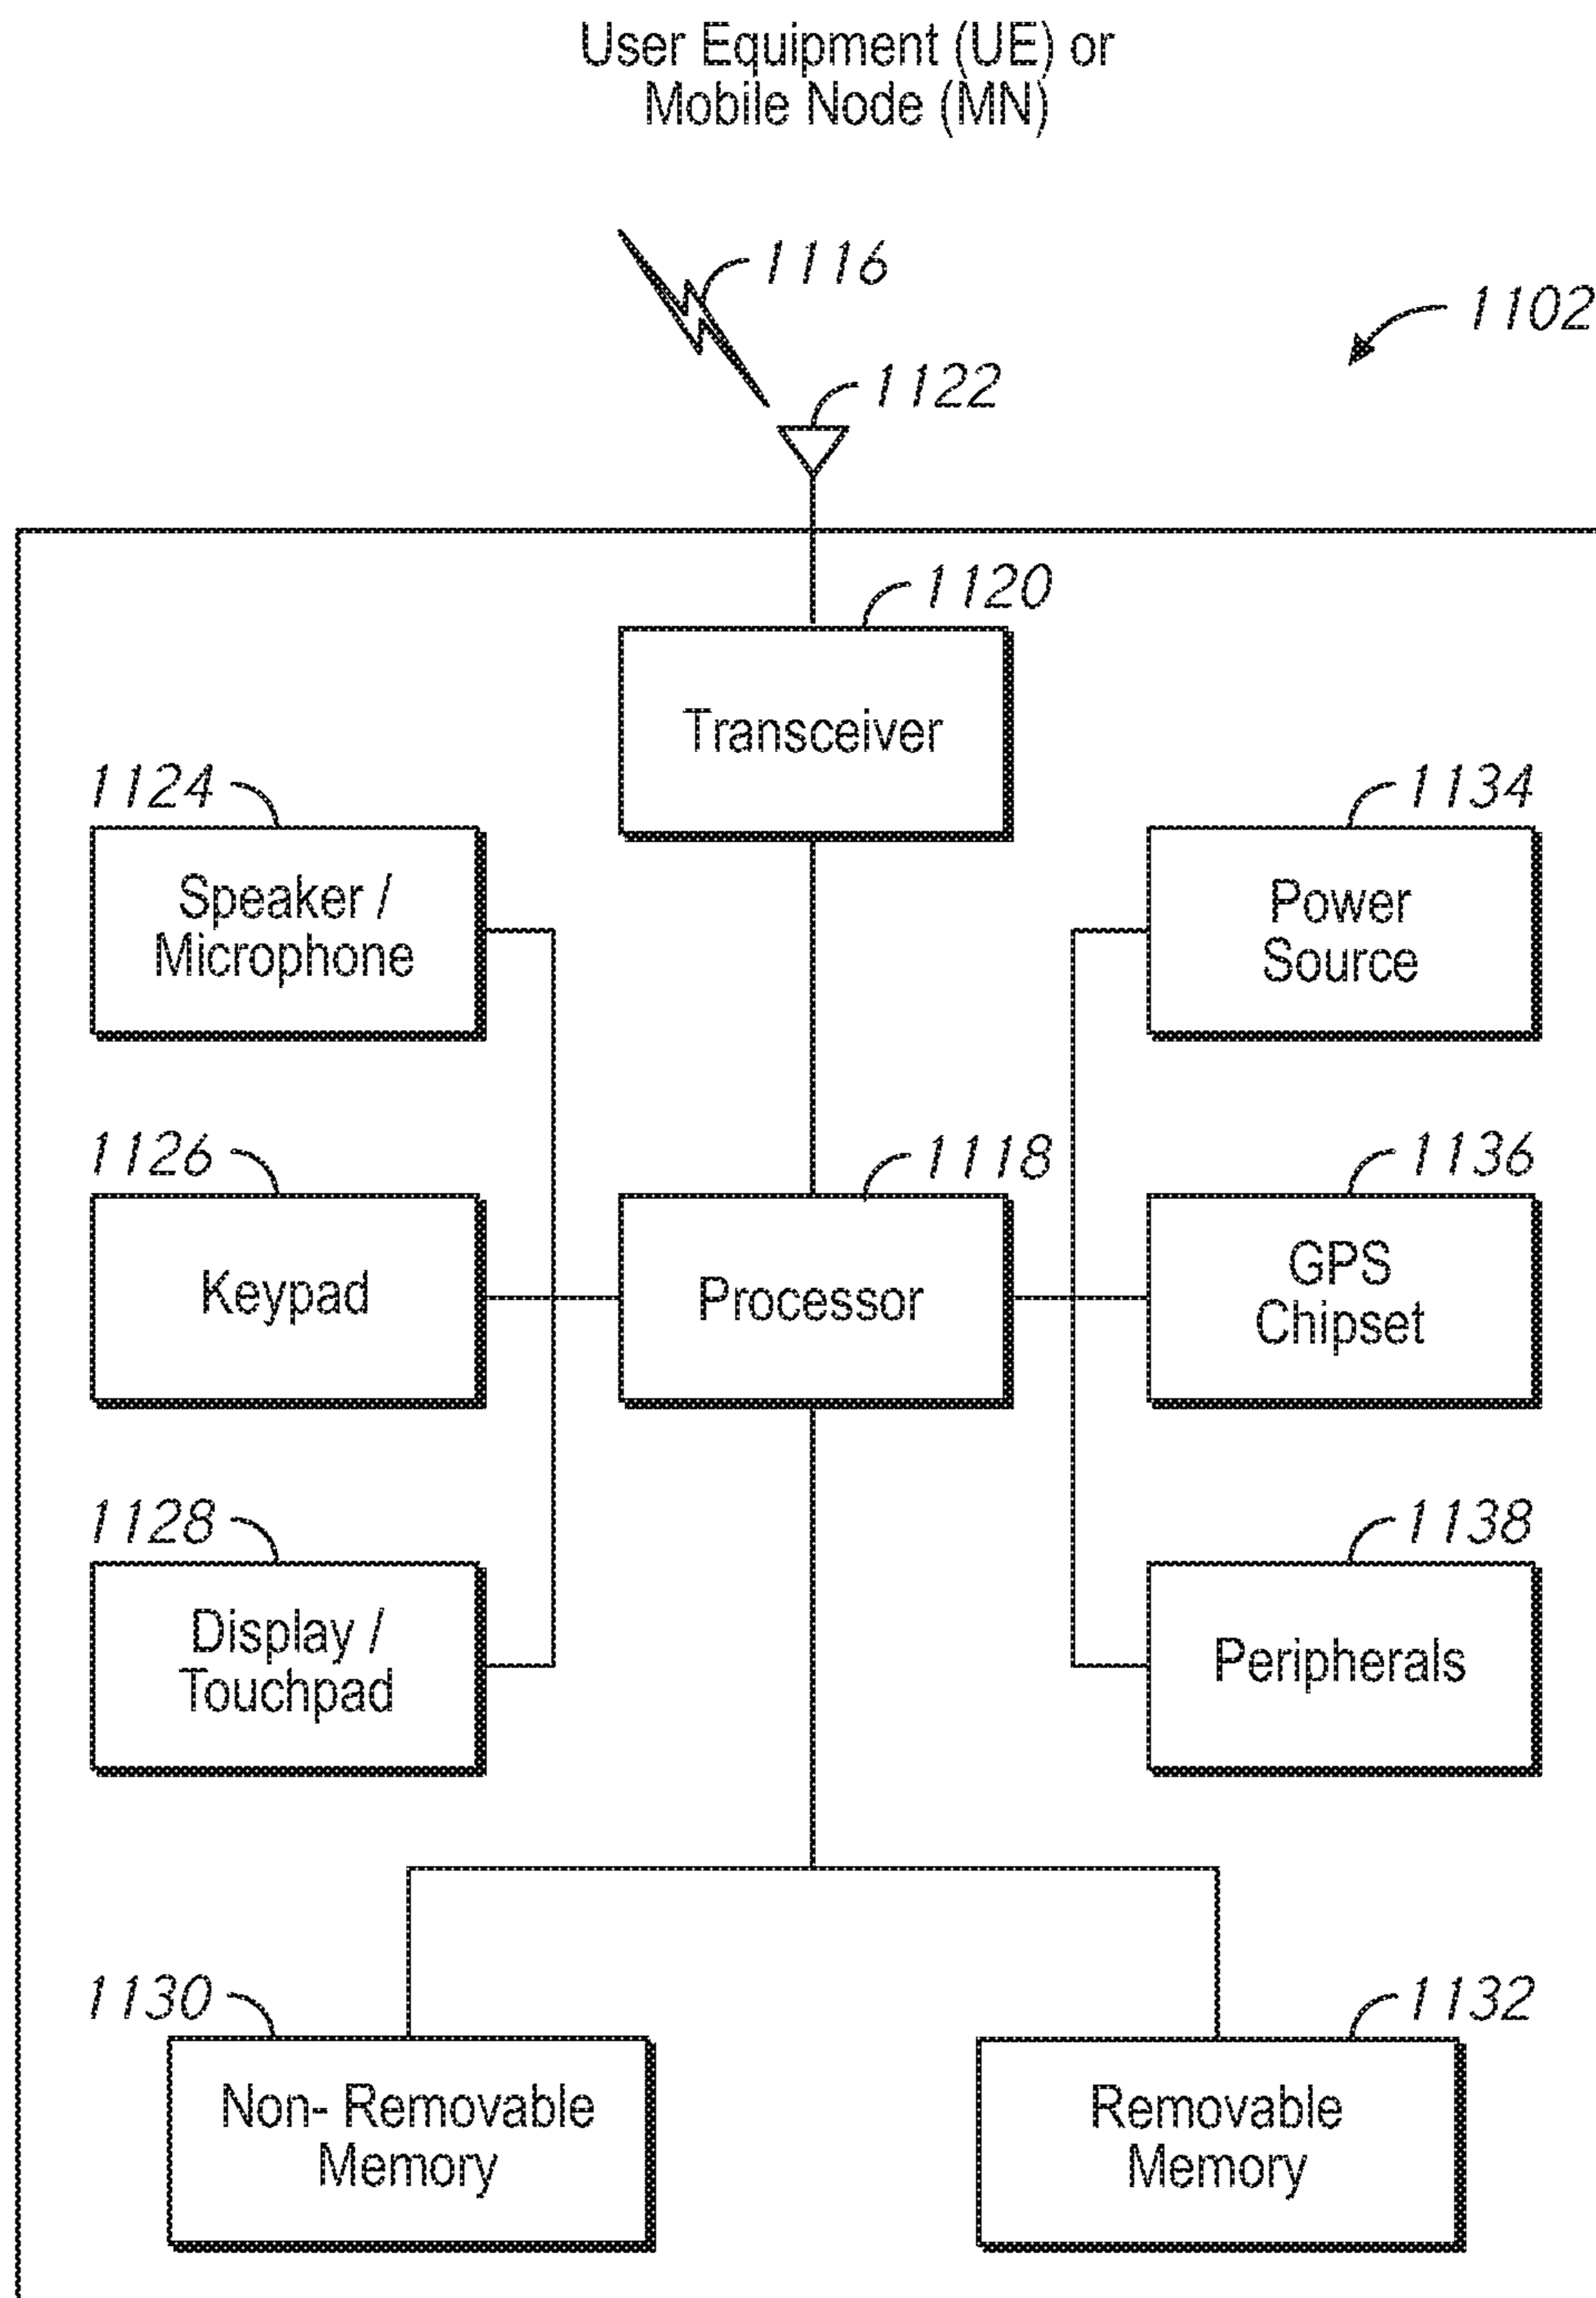 User Equipment (UE) or
Mobile Node (MN)
1116
1102
1122
1120
Transceiver
1124
Speaker /
Microphone
1134
Power
Source
1126
Keypad
1118
Processor
1136
GPS
Chipset
1128
Display /
Touchpad
1138
Peripherals
1130
Non- Removable
Memory
1132
Removable
Memory